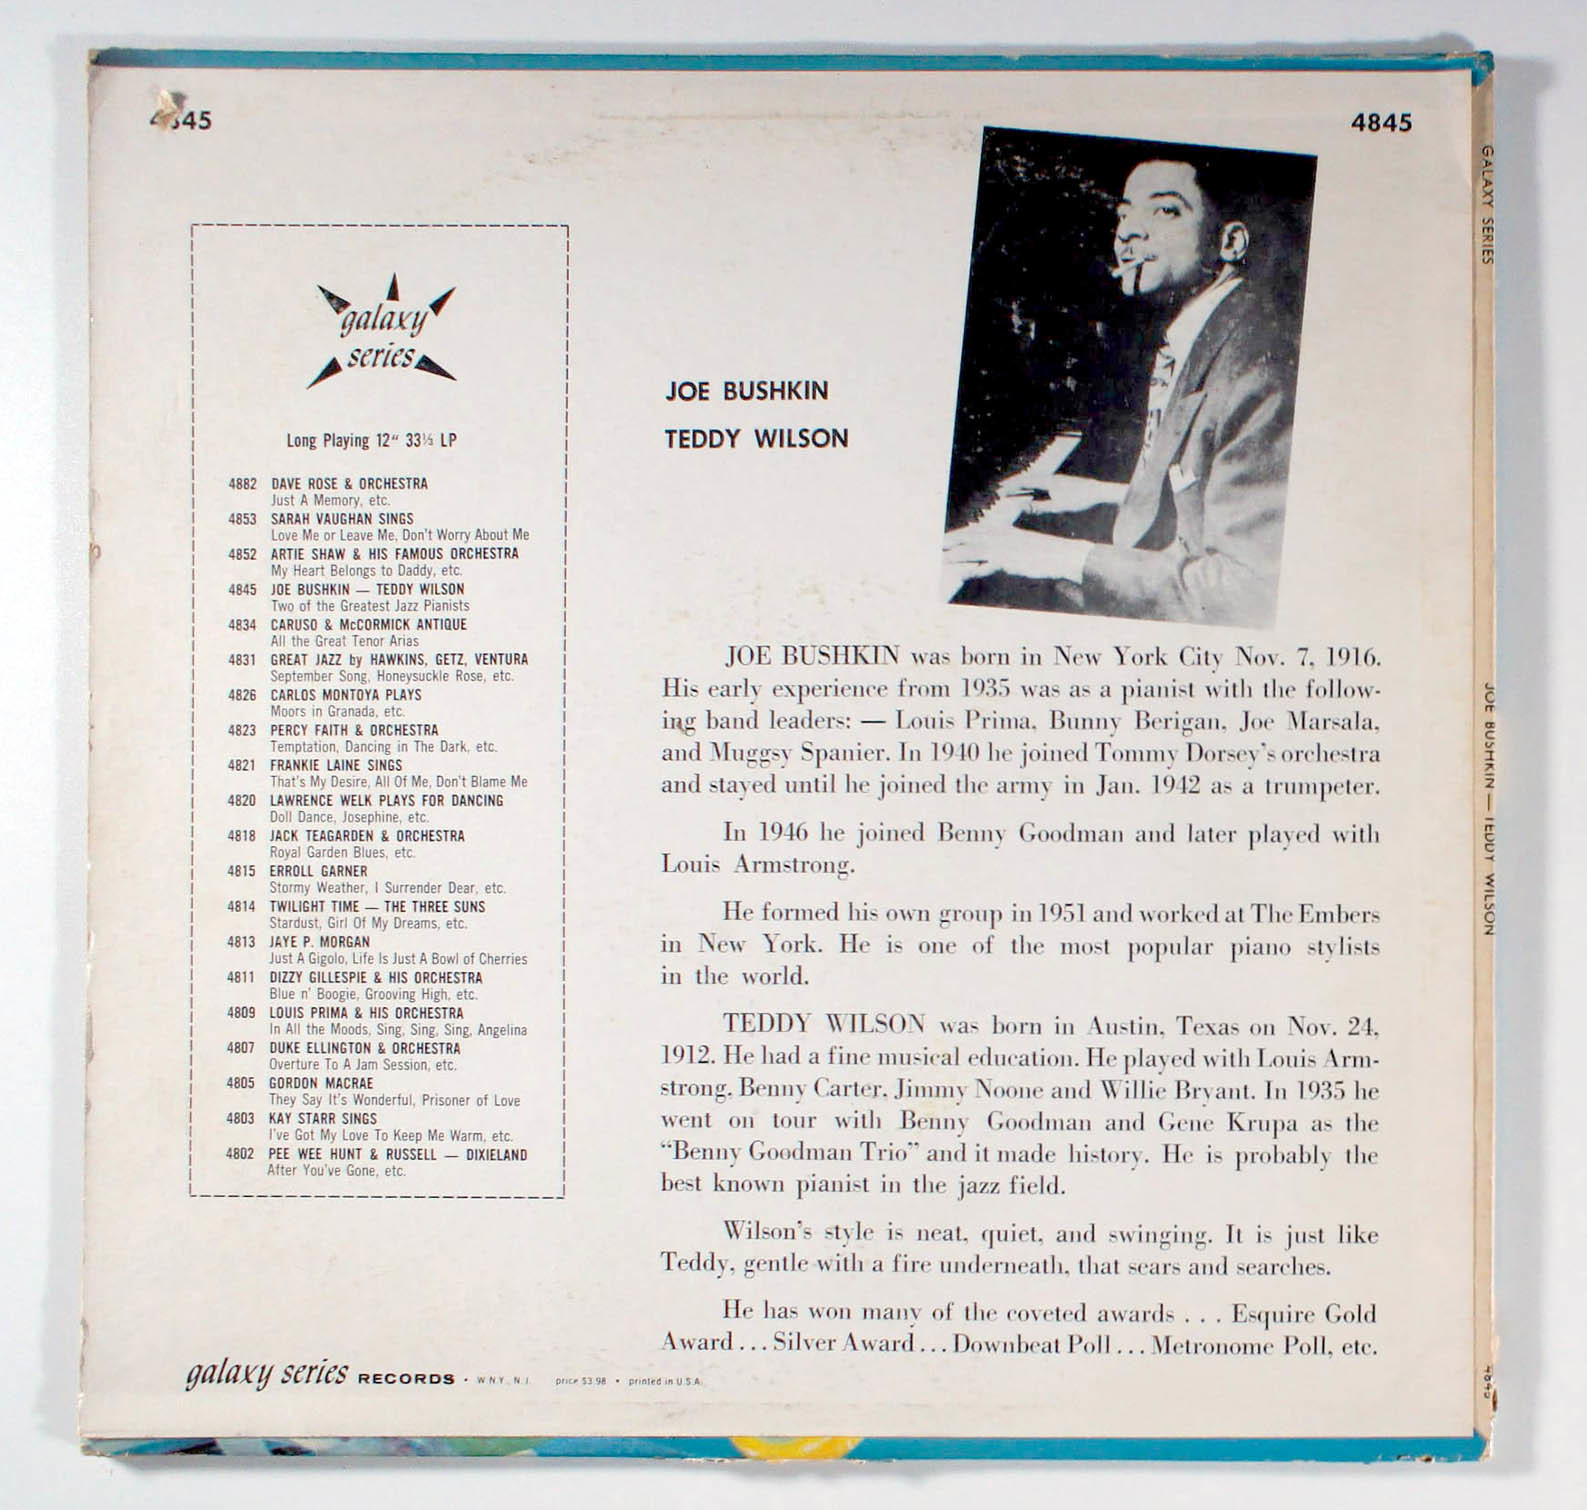 4845
4845
galaxy
series
Long Playing 12" 33⅓ LP
4882 DAVE ROSE & ORCHESTRA
Just A Memory, etc.
4853 SARAH VAUGHAN SINGS
Love Me or Leave Me, Don't Worry About Me
4852 ARTIE SHAW & HIS FAMOUS ORCHESTRA
My Heart Belongs to Daddy, etc.
4845 JOE BUSHKIN — TEDDY WILSON
Two of the Greatest Jazz Pianists
4834 CARUSO & McCORMICK ANTIQUE
All the Great Tenor Arias
4831 GREAT JAZZ by HAWKINS, GETZ, VENTURA
September Song, Honeysuckle Rose, etc.
4826 CARLOS MONTOYA PLAYS
Moors in Granada, etc.
4823 PERCY FAITH & ORCHESTRA
Temptation, Dancing in The Dark, etc.
4821 FRANKIE LAINE SINGS
That's My Desire, All Of Me, Don't Blame Me
4820 LAWRENCE WELK PLAYS FOR DANCING
Doll Dance, Josephine, etc.
4818 JACK TEAGARDEN & ORCHESTRA
Royal Garden Blues, etc.
4815 ERROLL GARNER
Stormy Weather, I Surrender Dear, etc.
4814 TWILIGHT TIME — THE THREE SUNS
Stardust, Girl Of My Dreams, etc.
4813 JAYE P. MORGAN
Just A Gigolo, Life Is Just A Bowl of Cherries
4811 DIZZY GILLESPIE & HIS ORCHESTRA
Blue n' Boogie, Grooving High, etc.
4809 LOUIS PRIMA & HIS ORCHESTRA
In All the Moods, Sing, Sing, Sing, Angelina
4807 DUKE ELLINGTON & ORCHESTRA
Overture To A Jam Session, etc.
4805 GORDON MACRAE
They Say It's Wonderful, Prisoner of Love
4803 KAY STARR SINGS
I've Got My Love To Keep Me Warm, etc.
4802 PEE WEE HUNT & RUSSELL — DIXIELAND
After You've Gone, etc.
JOE BUSHKIN
TEDDY WILSON
JOE BUSHKIN was born in New York City Nov. 7, 1916.
His early experience from 1935 was as a pianist with the follow-
ing band leaders: — Louis Prima, Bunny Berigan, Joe Marsala,
and Muggsy Spanier. In 1940 he joined Tommy Dorsey's orchestra
and stayed until he joined the army in Jan. 1942 as a trumpeter.
In 1946 he joined Benny Goodman and later played with
Louis Armstrong.
He formed his own group in 1951 and worked at The Embers
in New York. He is one of the most popular piano stylists
in the world.
TEDDY WILSON was born in Austin, Texas on Nov. 24,
1912. He had a fine musical education. He played with Louis Arm-
strong, Benny Carter, Jimmy Noone and Willie Bryant. In 1935 he
went on tour with Benny Goodman and Gene Krupa as the
"Benny Goodman Trio" and it made history. He is probably the
best known pianist in the jazz field.
Wilson's style is neat, quiet, and swinging. It is just like
Teddy, gentle with a fire underneath, that sears and searches.
He has won many of the coveted awards . . . Esquire Gold
Award . . . Silver Award . . . Downbeat Poll . . . Metronome Poll, etc.
galaxy series RECORDS • W.N.Y., N.J. price $3.98 • printed in U.S.A.
GALAXY SERIES
JOE BUSHKIN — TEDDY WILSON
4845